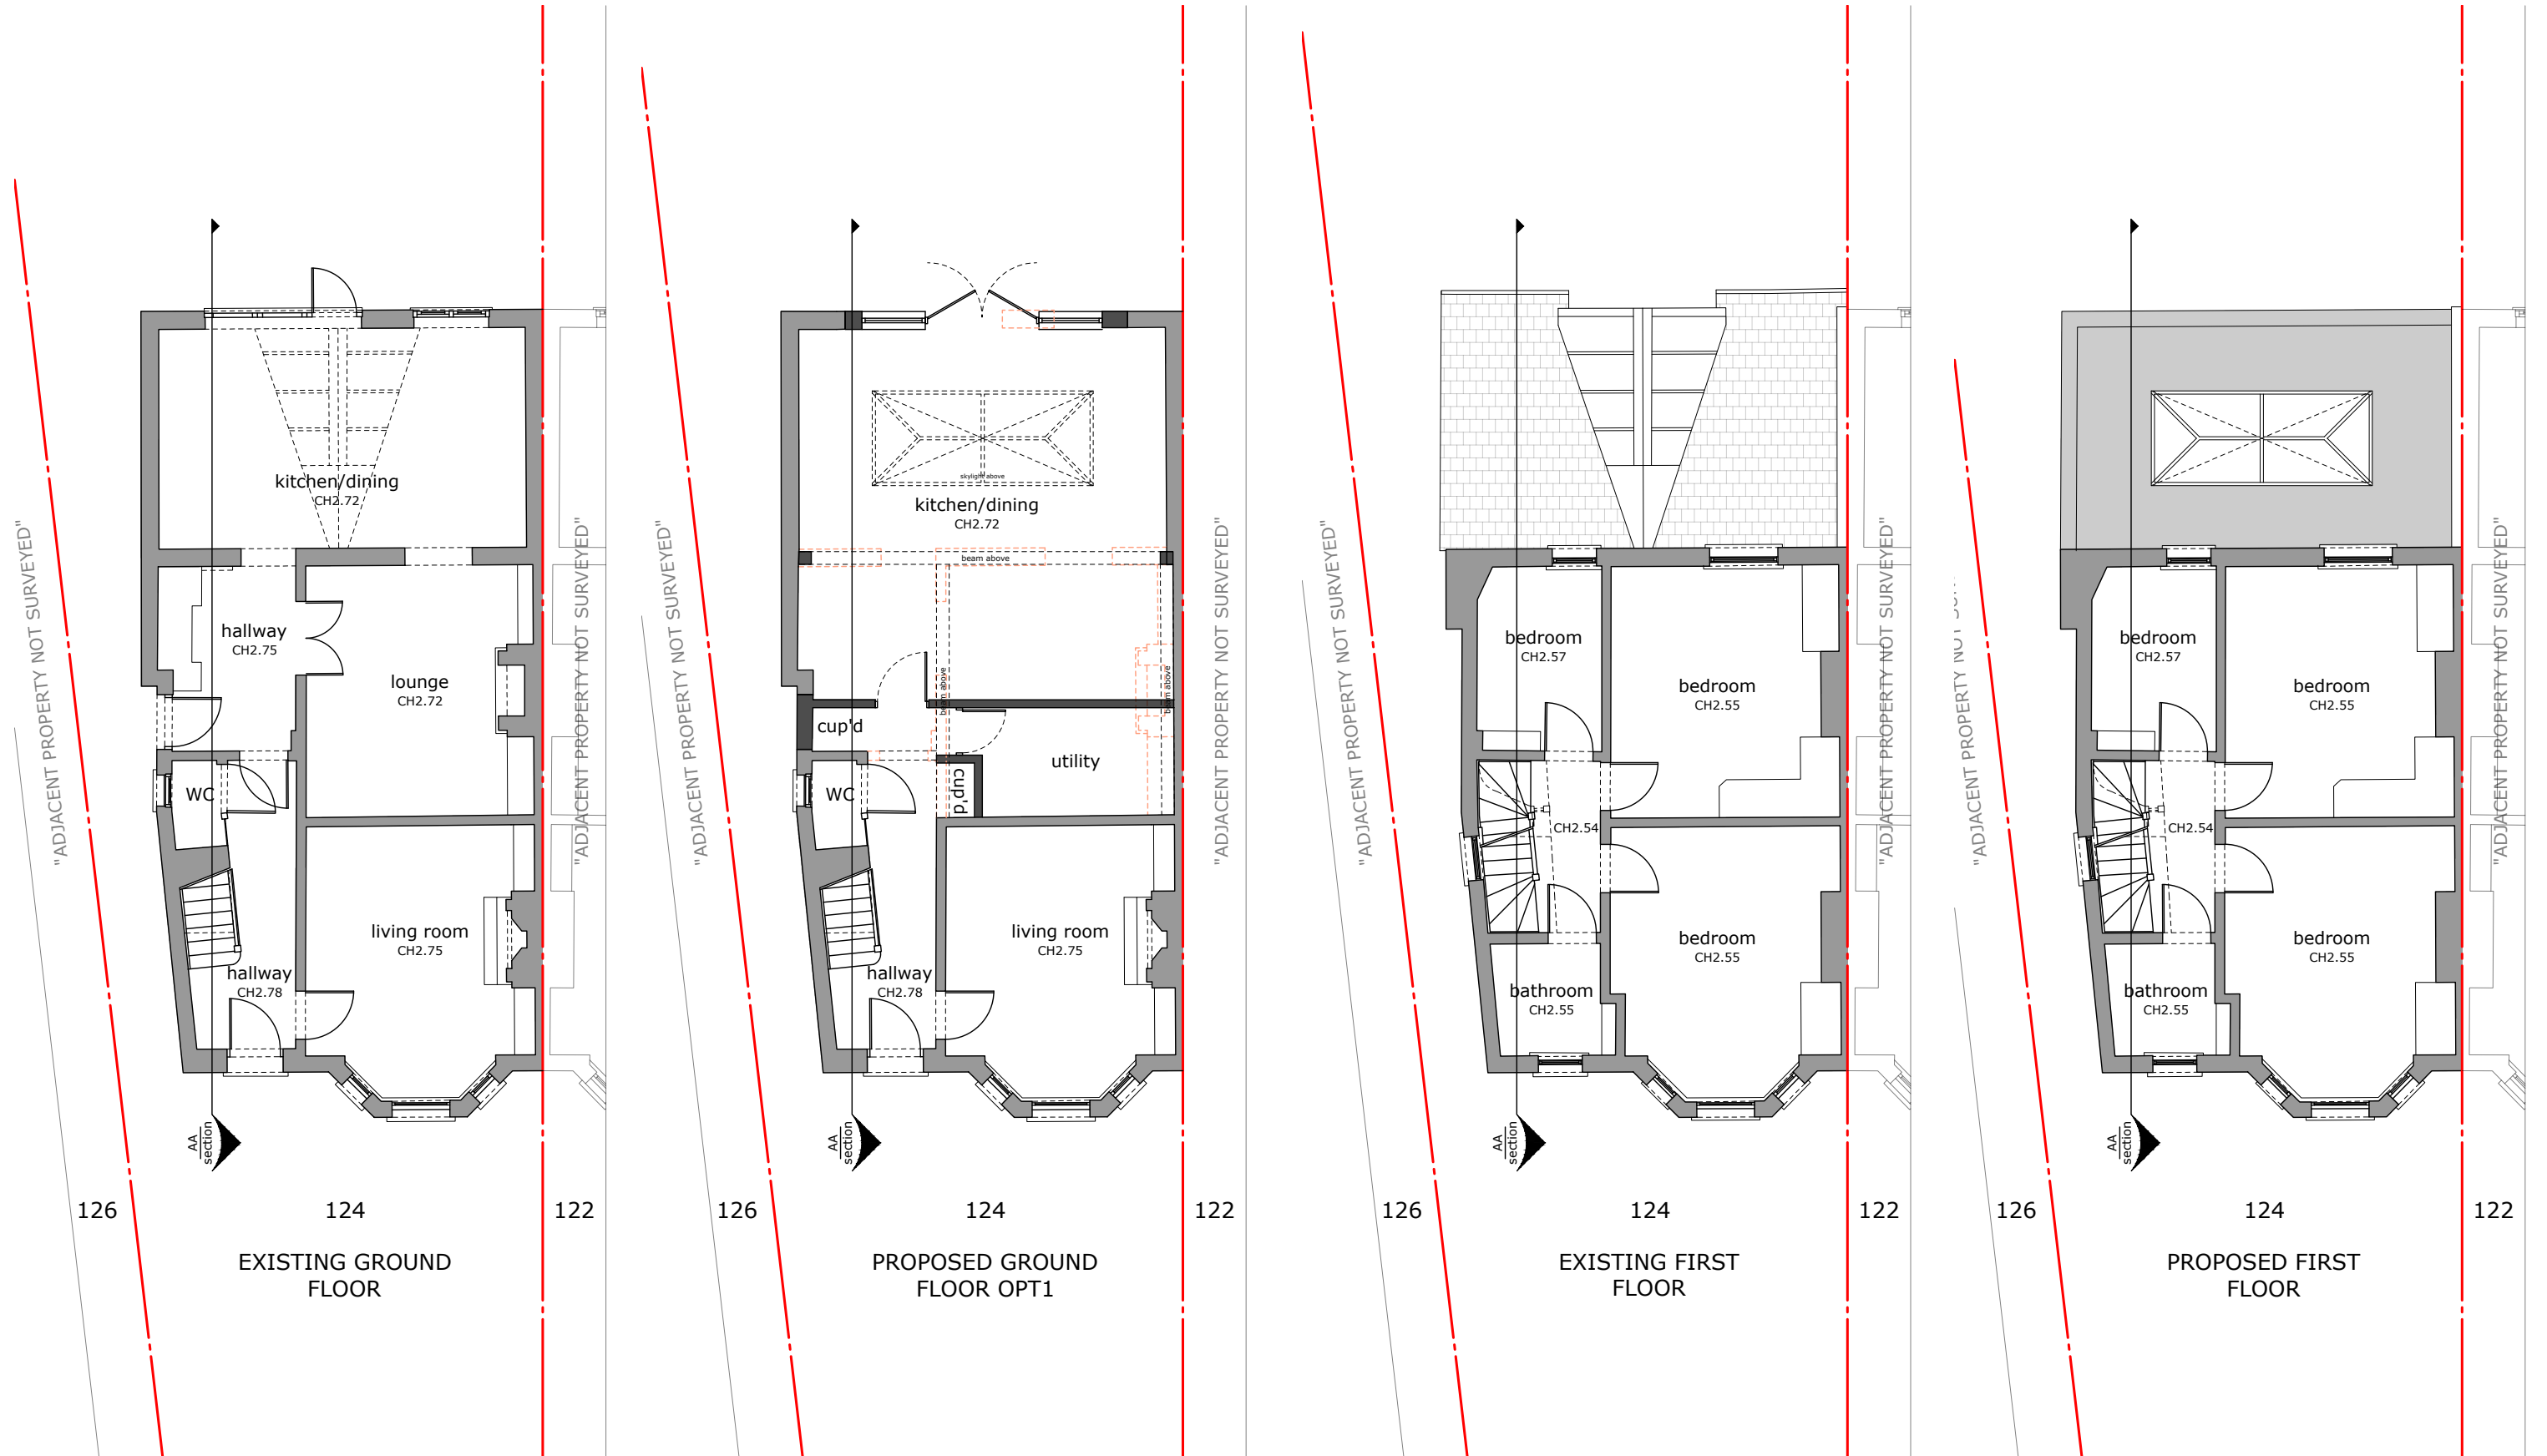 "ADJACENT PROPERTY NOT SURVEYED"
kitchen/dining
CH2.72
hallway
CH2.75
lounge
CH2.72
WC
living room
CH2.75
hallway
CH2.78
"ADJACENT PROPERTY NOT SURVEYED"
AA
section
126
124
122
EXISTING GROUND
FLOOR
"ADJACENT PROPERTY NOT SURVEYED"
skylight above
kitchen/dining
CH2.72
beam above
beam above
beam above
cup'd
utility
WC
cup'd
living room
CH2.75
hallway
CH2.78
"ADJACENT PROPERTY NOT SURVEYED"
AA
section
126
124
122
PROPOSED GROUND
FLOOR OPT1
"ADJACENT PROPERTY NOT SURVEYED"
bedroom
CH2.57
bedroom
CH2.55
CH2.54
bedroom
CH2.55
bathroom
CH2.55
"ADJACENT PROPERTY NOT SURVEYED"
AA
section
126
124
122
EXISTING FIRST
FLOOR
"ADJACENT PROPERTY NOT
bedroom
CH2.57
bedroom
CH2.55
CH2.54
bedroom
CH2.55
bathroom
CH2.55
"ADJACENT PROPERTY NOT SURVEYED"
AA
section
126
124
122
PROPOSED FIRST
FLOOR